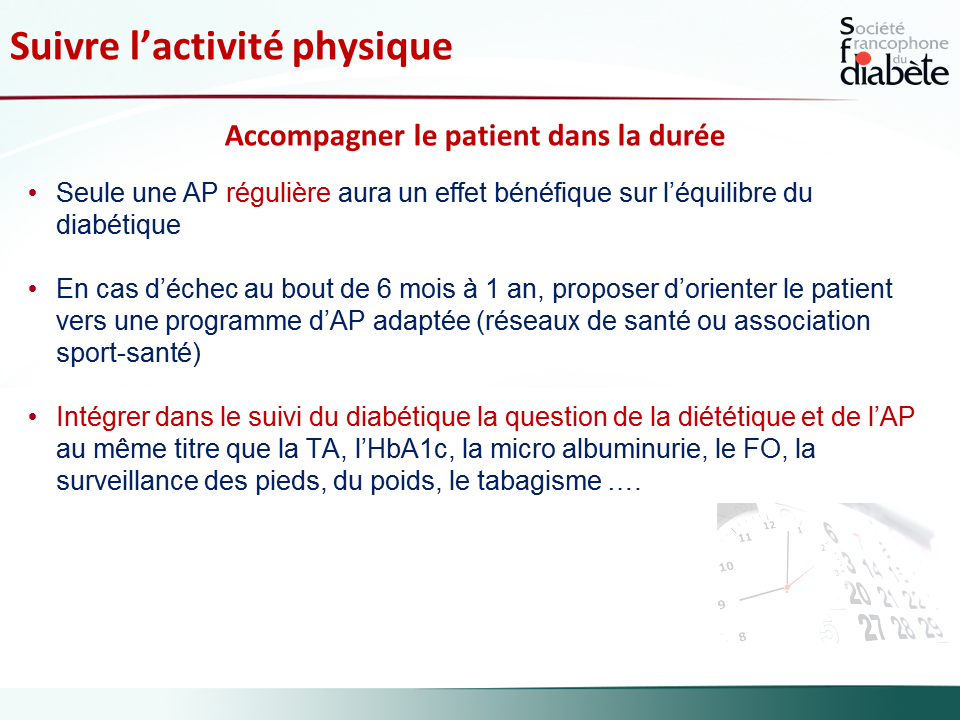 Suivre l’activité physique
Société
francophone
du
diabète
Accompagner le patient dans la durée
• Seule une AP régulière aura un effet bénéfique sur l’équilibre du
diabétique
• En cas d’échec au bout de 6 mois à 1 an, proposer d’orienter le patient
vers une programme d’AP adaptée (réseaux de santé ou association
sport-santé)
• Intégrer dans le suivi du diabétique la question de la diététique et de l’AP
au même titre que la TA, l’HbA1c, la micro albuminurie, le FO, la
surveillance des pieds, du poids, le tabagisme ….
11 12 1
10
9
8
6
3 14
20 21 22
27 28 29